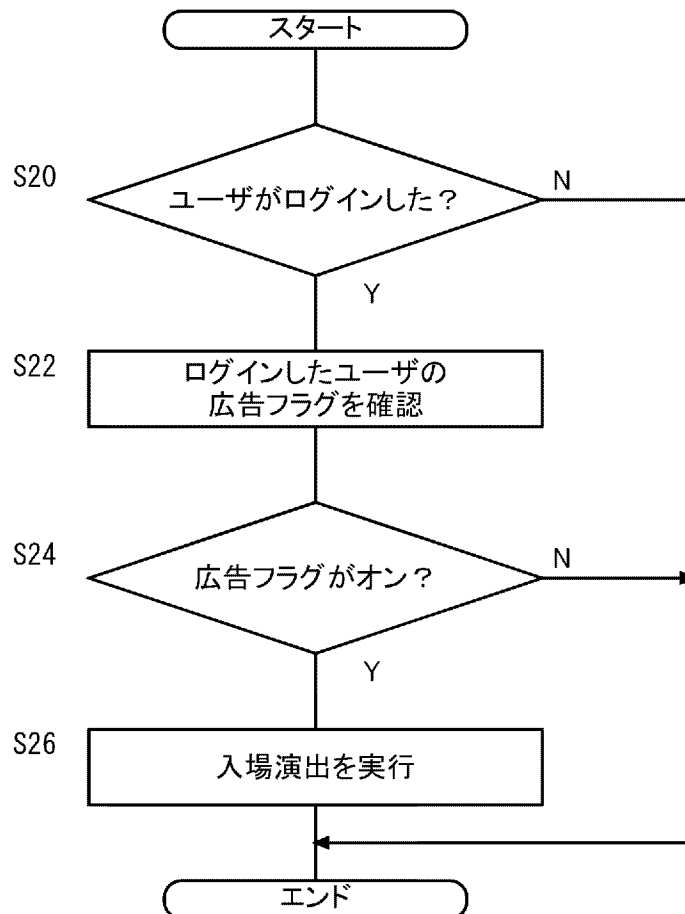 スタート
S20
ユーザがログインした？
N
Y
S22
ログインしたユーザの
広告フラグを確認
S24
広告フラグがオン？
N
Y
S26
入場演出を実行
エンド